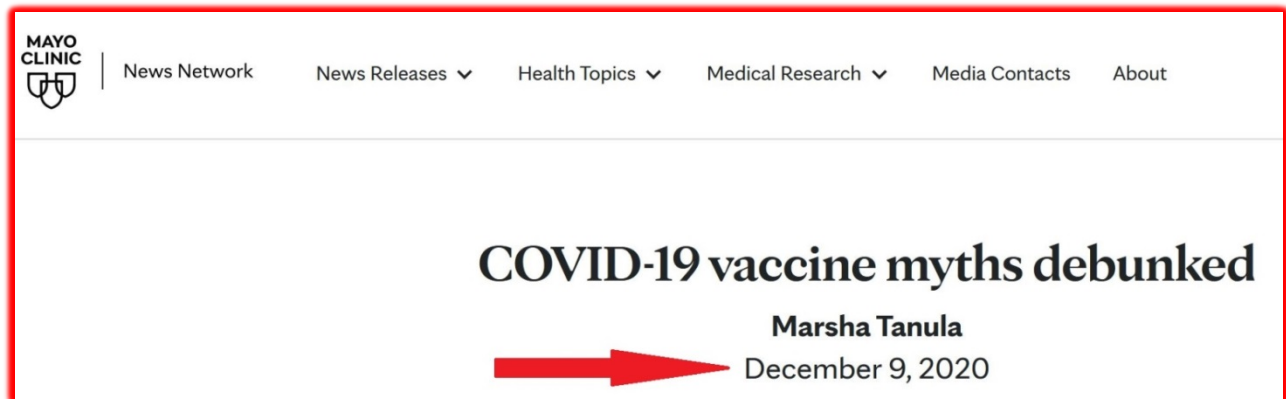 MAYO
CLINIC
News Network News Releases Health Topics Medical Research Media Contacts About
COVID-19 vaccine myths debunked
Marsha Tanula
December 9, 2020